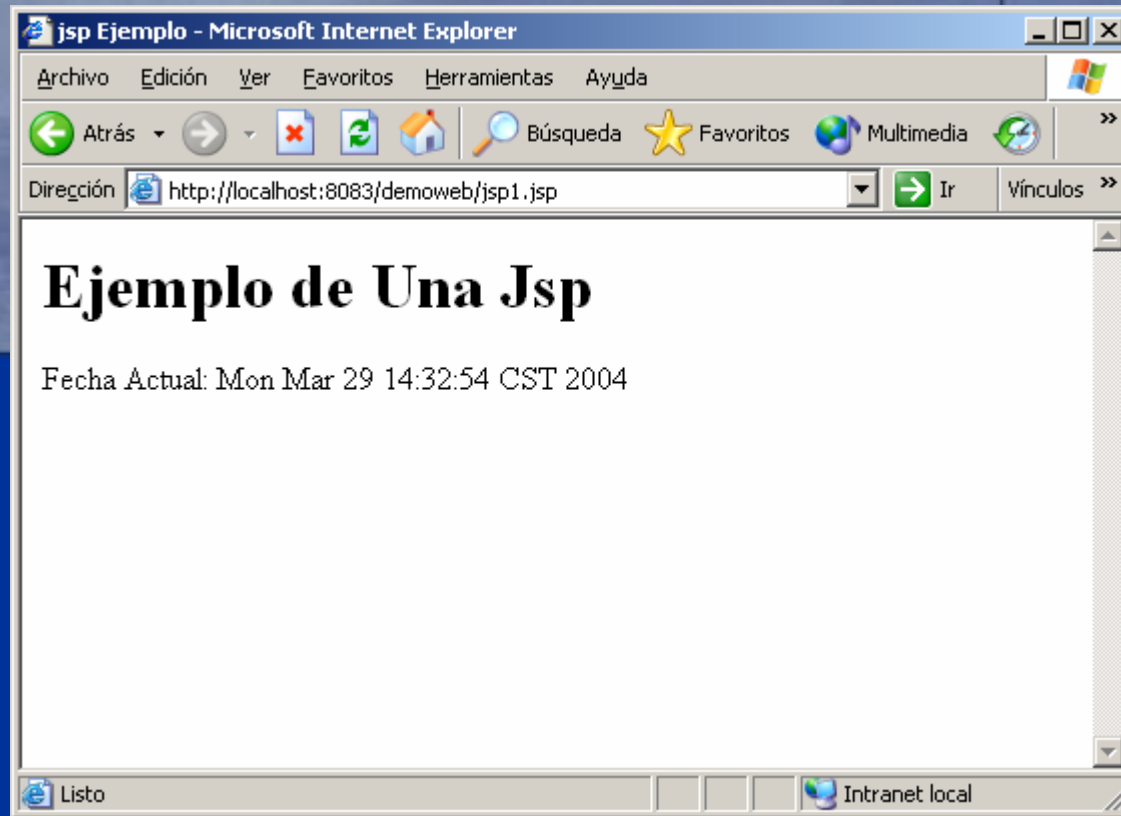 jsp Ejemplo - Microsoft Internet Explorer
Archivo Edición Ver Favoritos Herramientas Ayuda
Atrás Búsqueda Favoritos Multimedia »
Dirección http://localhost:8083/demoweb/jsp1.jsp Ir Vínculos »
Ejemplo de Una Jsp
Fecha Actual: Mon Mar 29 14:32:54 CST 2004
Listo Intranet local